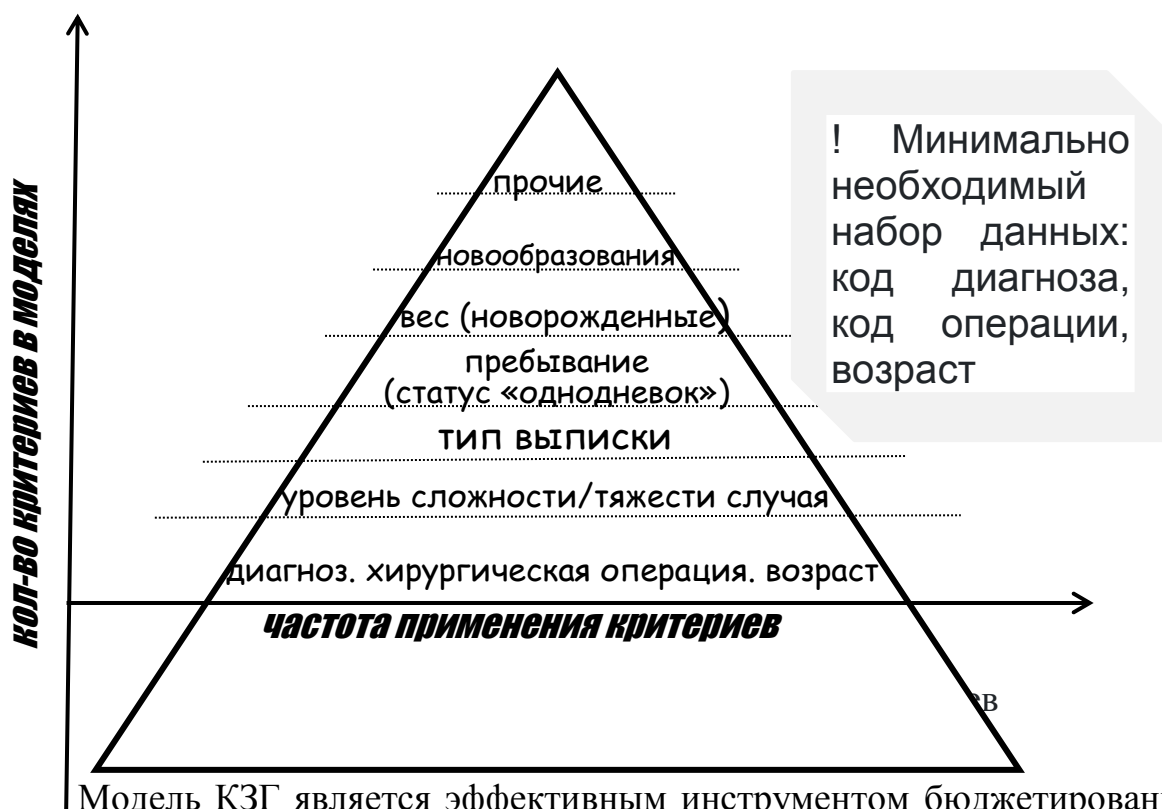 кол-во критериев в моделях
прочие
новообразования
вес (новорожденные)
пребывание
(статус «однодневок»)
тип выписки
уровень сложности/тяжести случая
диагноз. хирургическая операция. возраст
частота применения критериев
! Минимально
необходимый
набор данных:
код диагноза,
код операции,
возраст
ев
Модель КЗГ является эффективным инструментом